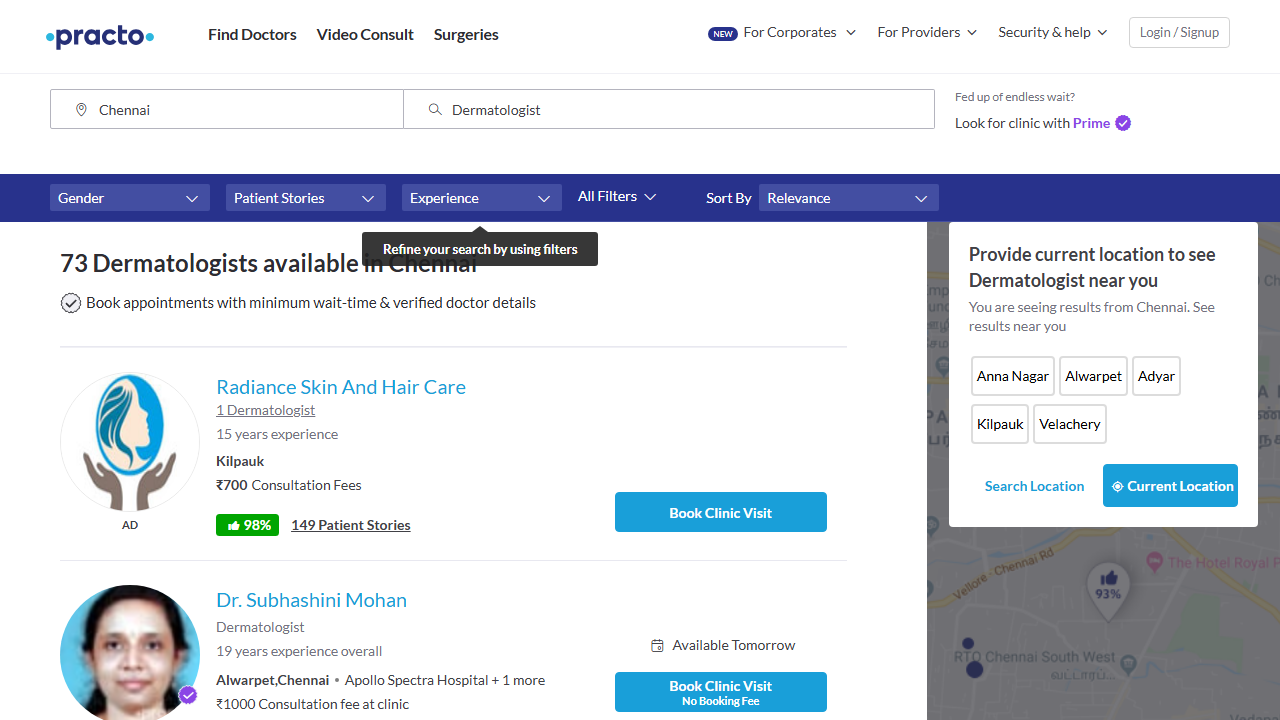 practo
Find Doctors
Video Consult
Surgeries
NEW For Corporates
For Providers
Security & help
Login / Signup
Chennai
Dermatologist
Fed up of endless wait?
Look for clinic with Prime
Gender
Patient Stories
Experience
All Filters
Sort By
Relevance
Refine your search by using filters
73 Dermatologists available in Chennai
Book appointments with minimum wait-time & verified doctor details
Radiance Skin And Hair Care
1 Dermatologist
15 years experience
Kilpauk
₹700 Consultation Fees
AD
98%
149 Patient Stories
Book Clinic Visit
Dr. Subhashini Mohan
Dermatologist
19 years experience overall
Alwarpet,Chennai • Apollo Spectra Hospital + 1 more
₹1000 Consultation fee at clinic
Available Tomorrow
Book Clinic Visit
No Booking Fee
Provide current location to see
Dermatologist near you
You are seeing results from Chennai. See
results near you
Anna Nagar
Alwarpet
Adyar
Kilpauk
Velachery
Search Location
Current Location
Vellore - Chennai Rd
The Hotel Royal P
93%
RTO Chennai South West